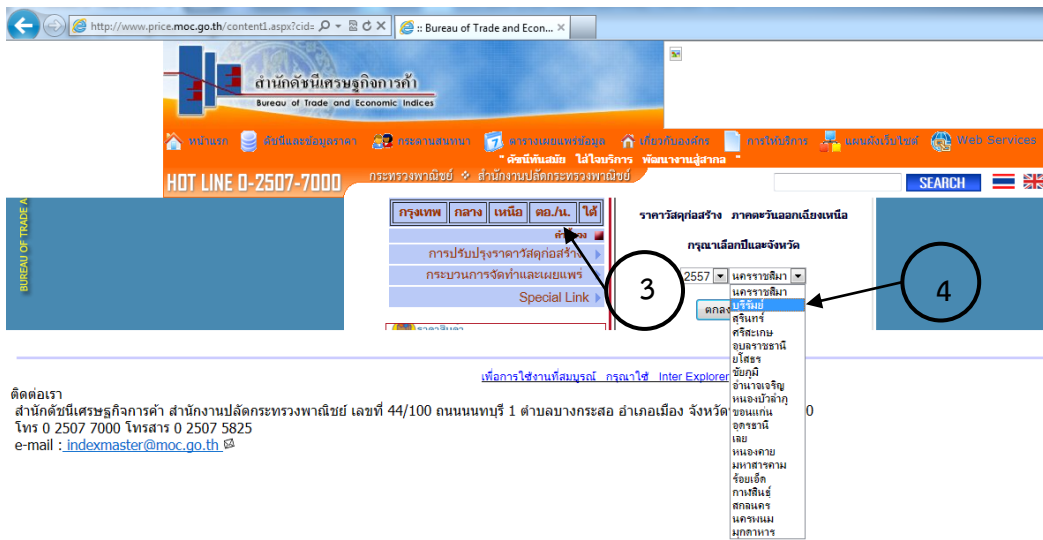 http://www.price.moc.go.th/content1.aspx?cid=
:: Bureau of Trade and Econ...
สำนักดัชนีเศรษฐกิจการค้า
Bureau of Trade and Economic Indices
หน้าแรก ดัชนีและข้อมูลราคา กระดานสนทนา ตารางเผยแพร่ข้อมูล เกี่ยวกับองค์กร การให้บริการ แผนผังเว็บไซต์ Web Services
" ดัชนีทันสมัย ใส่ใจบริการ พัฒนางานสู่สากล "
HOT LINE 0-2507-7000 กระทรวงพาณิชย์ สำนักงานปลัดกระทรวงพาณิชย์ SEARCH
BUREAU OF TRADE A
กรุงเทพ กลาง เหนือ ตอ./น. ใต้
การปรับปรุงราคาวัสดุก่อสร้าง
กระบวนการจัดทำและเผยแพร่
Special Link
ราคาสินค้า
3
ราคาวัสดุก่อสร้าง ภาคตะวันออกเฉียงเหนือ
กรุณาเลือกปีและจังหวัด
2557 นครราชสีมา
ตกลง
นครราชสีมา
บุรีรัมย์
สุรินทร์
ศรีสะเกษ
อุบลราชธานี
ยโสธร
ชัยภูมิ
อำนาจเจริญ
หนองบัวลำภู
ขอนแก่น
อุดรธานี
เลย
หนองคาย
มหาสารคาม
ร้อยเอ็ด
กาฬสินธุ์
สกลนคร
นครพนม
มุกดาหาร
4
เพื่อการใช้งานที่สมบูรณ์ กรุณาใช้ Inter Explorer
ติดต่อเรา
สำนักดัชนีเศรษฐกิจการค้า สำนักงานปลัดกระทรวงพาณิชย์ เลขที่ 44/100 ถนนนนทบุรี 1 ตำบลบางกระสอ อำเภอเมือง จังหวัด 0
โทร 0 2507 7000 โทรสาร 0 2507 5825
e-mail : indexmaster@moc.go.th